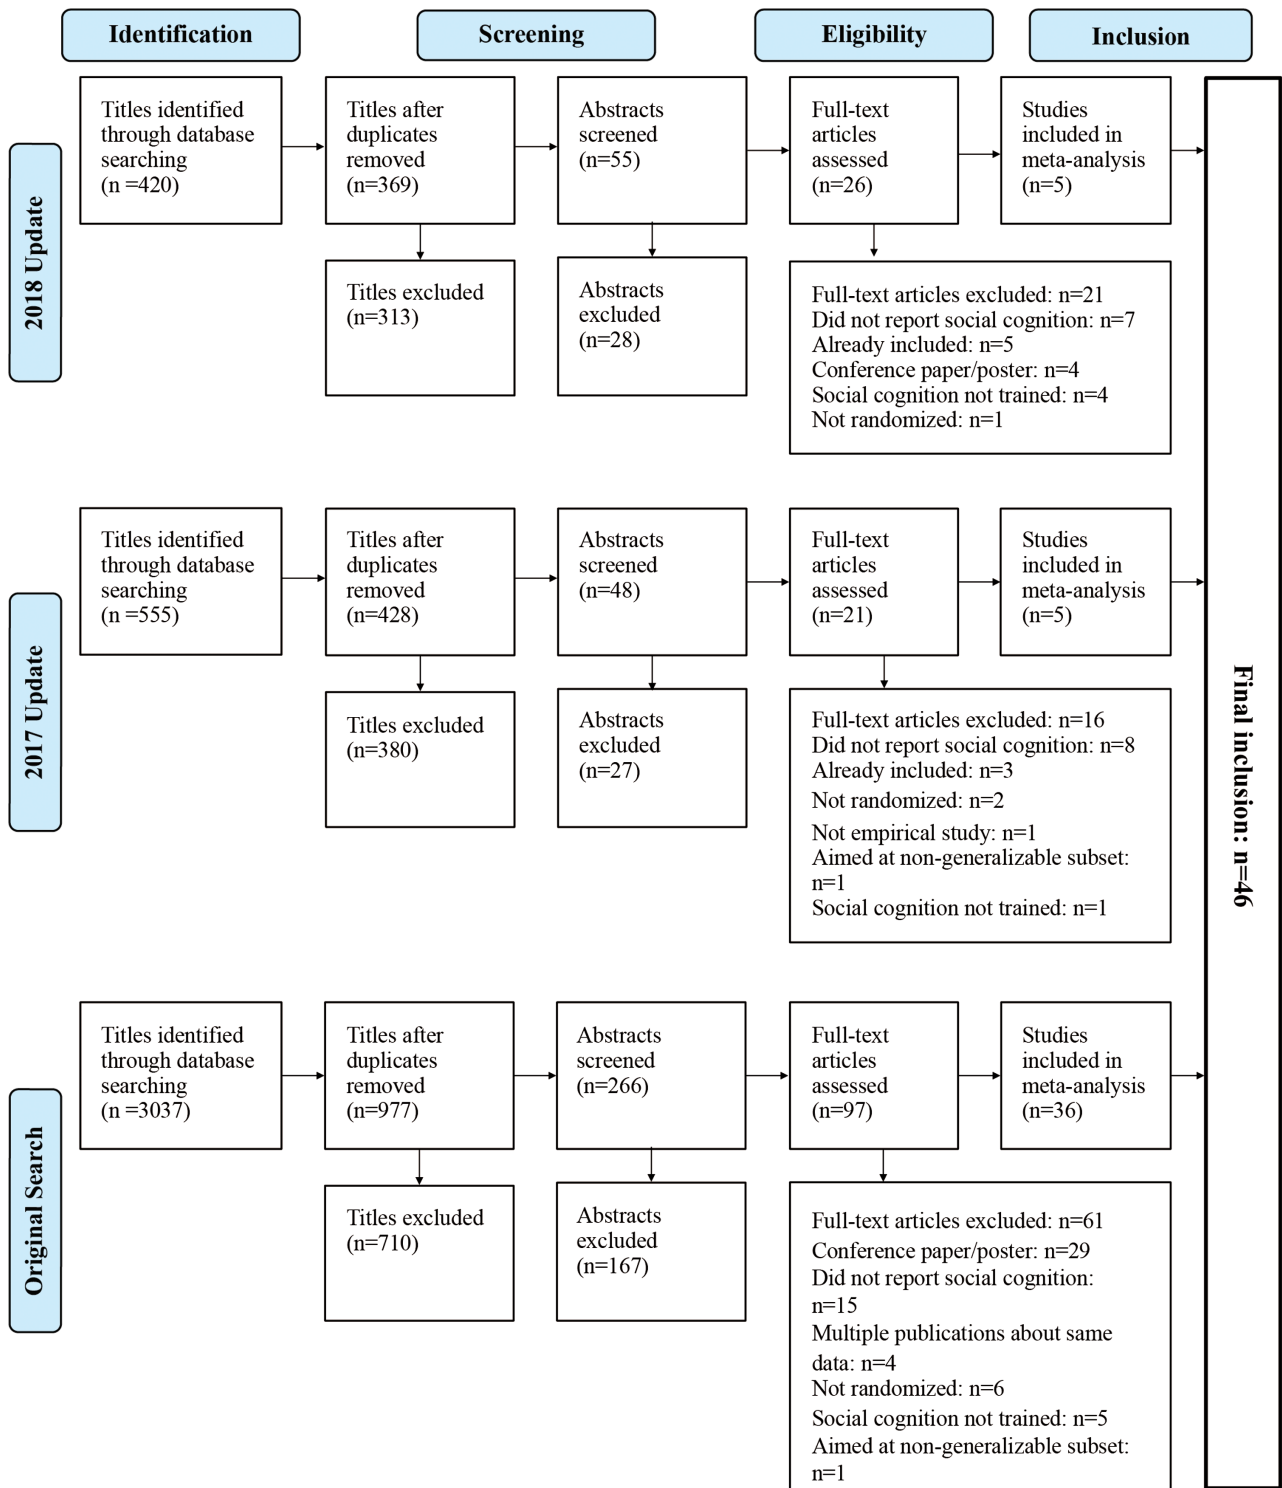 Identification
Screening
Eligibility
Inclusion
2018 Update
Titles identified
through database
searching
(n =420)
Titles after
duplicates
removed
(n=369)
Abstracts
screened
(n=55)
Full-text
articles
assessed
(n=26)
Studies
included in
meta-analysis
(n=5)
Titles excluded
(n=313)
Abstracts
excluded
(n=28)
Full-text articles excluded: n=21
Did not report social cognition: n=7
Already included: n=5
Conference paper/poster: n=4
Social cognition not trained: n=4
Not randomized: n=1
2017 Update
Titles identified
through database
searching
(n =555)
Titles after
duplicates
removed
(n=428)
Abstracts
screened
(n=48)
Full-text
articles
assessed
(n=21)
Studies
included in
meta-analysis
(n=5)
Titles excluded
(n=380)
Abstracts
excluded
(n=27)
Full-text articles excluded: n=16
Did not report social cognition: n=8
Already included: n=3
Not randomized: n=2
Not empirical study: n=1
Aimed at non-generalizable subset:
n=1
Social cognition not trained: n=1
Original Search
Titles identified
through database
searching
(n =3037)
Titles after
duplicates
removed
(n=977)
Abstracts
screened
(n=266)
Full-text
articles
assessed
(n=97)
Studies
included in
meta-analysis
(n=36)
Titles excluded
(n=710)
Abstracts
excluded
(n=167)
Full-text articles excluded: n=61
Conference paper/poster: n=29
Did not report social cognition:
n=15
Multiple publications about same
data: n=4
Not randomized: n=6
Social cognition not trained: n=5
Aimed at non-generalizable subset:
n=1
Final inclusion: n=46